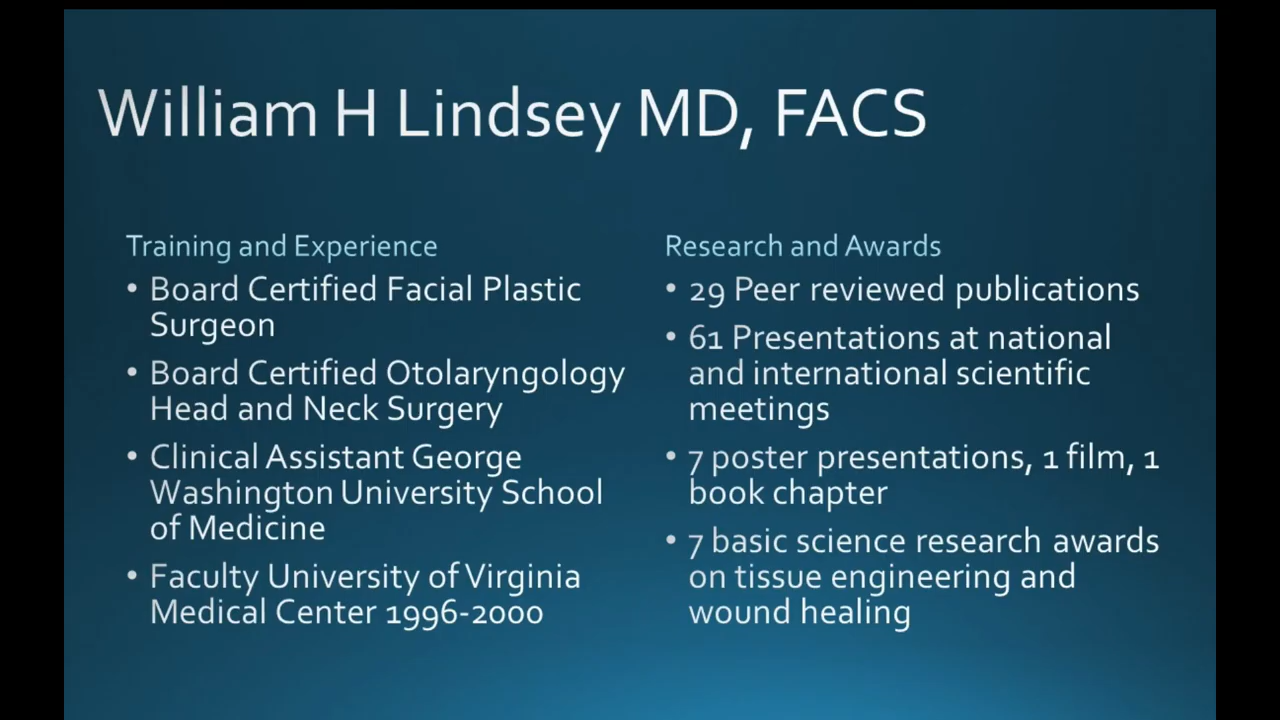 William H Lindsey MD, FACS
Training and Experience
• Board Certified Facial Plastic
Surgeon
• Board Certified Otolaryngology
Head and Neck Surgery
• Clinical Assistant George
Washington University School
of Medicine
• Faculty University of Virginia
Medical Center 1996-2000
Research and Awards
• 29 Peer reviewed publications
• 61 Presentations at national
and international scientific
meetings
• 7 poster presentations, 1 film, 1
book chapter
• 7 basic science research awards
on tissue engineering and
wound healing